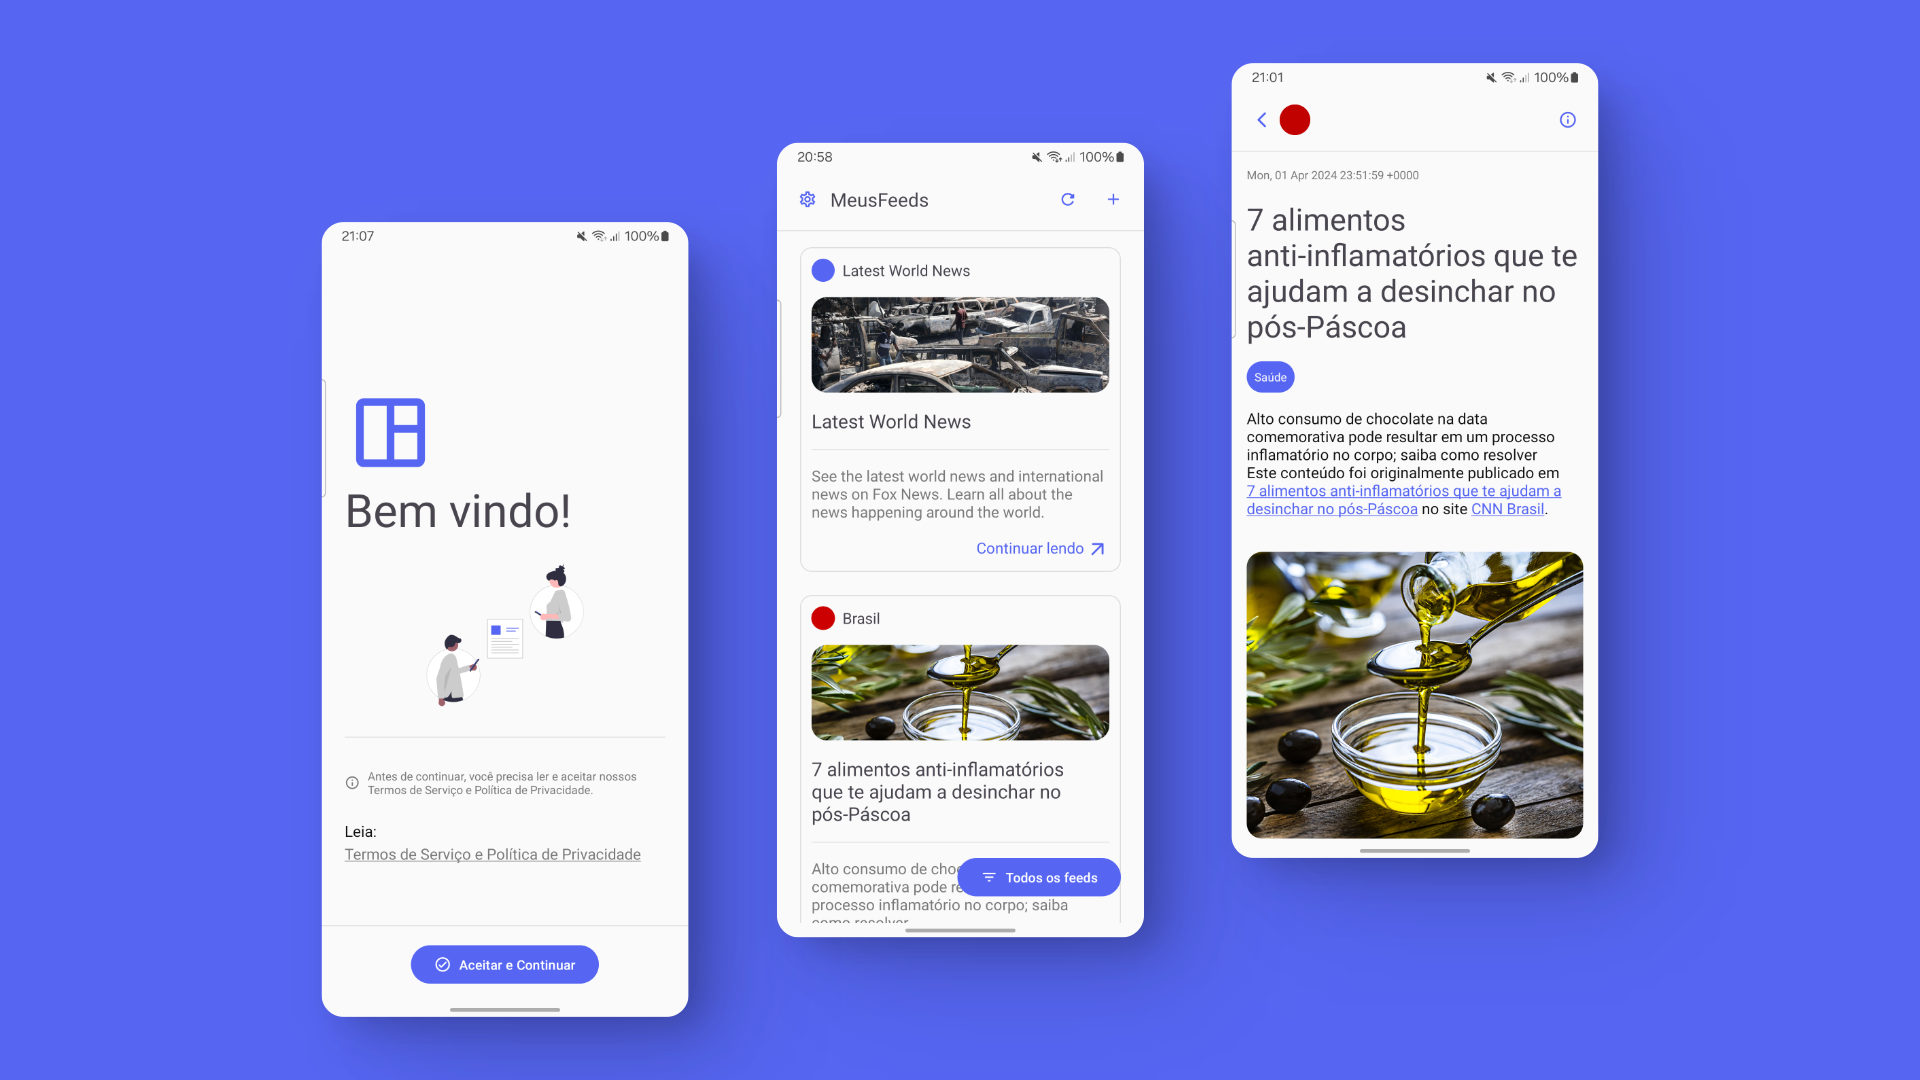 21:07
100%
Bem vindo!
Antes de continuar, você precisa ler e aceitar nossos
Termos de Serviço e Política de Privacidade.
Leia:
Termos de Serviço e Política de Privacidade
Aceitar e Continuar
20:58
100%
MeusFeeds
Latest World News
Latest World News
See the latest world news and international
news on Fox News. Learn all about the
news happening around the world.
Continuar lendo
Brasil
7 alimentos anti-inflamatórios
que te ajudam a desinchar no
pós-Páscoa
Alto consumo de choc
comemorativa pode re
Todos os feeds
processo inflamatório no corpo; saiba
como resolver
21:01
100%
Mon, 01 Apr 2024 23:51:59 +0000
7 alimentos
anti-inflamatórios que te
ajudam a desinchar no
pós-Páscoa
Saúde
Alto consumo de chocolate na data
comemorativa pode resultar em um processo
inflamatório no corpo; saiba como resolver
Este conteúdo foi originalmente publicado em
7 alimentos anti-inflamatórios que te ajudam a
desinchar no pós-Páscoa no site CNN Brasil.